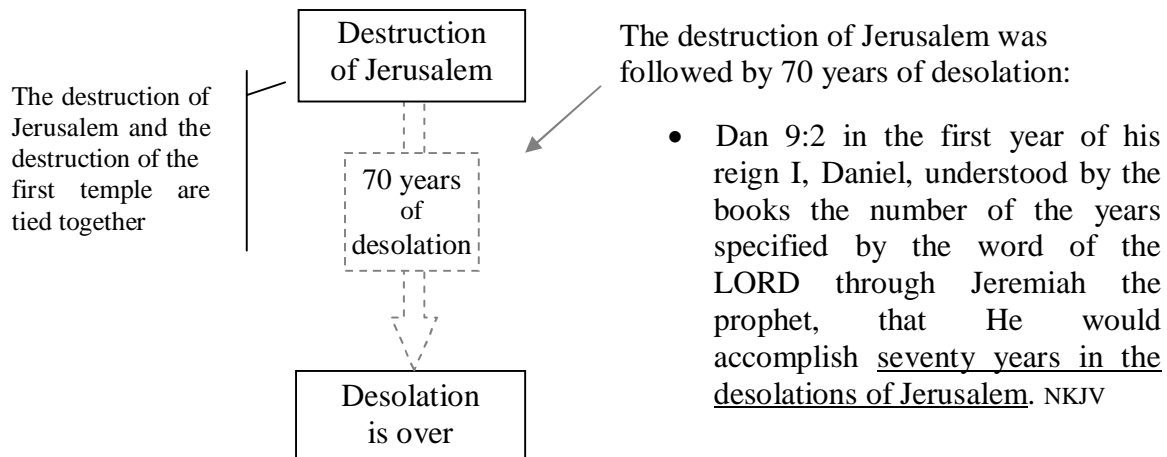 Destruction
of Jerusalem
The destruction of
Jerusalem and the
destruction of the
first temple are
tied together
70 years
of
desolation
Desolation
is over
The destruction of Jerusalem was
followed by 70 years of desolation:
• Dan 9:2 in the first year of his
reign I, Daniel, understood by the
books the number of the years
specified by the word of the
LORD through Jeremiah the
prophet, that He would
accomplish seventy years in the
desolations of Jerusalem. NKJV